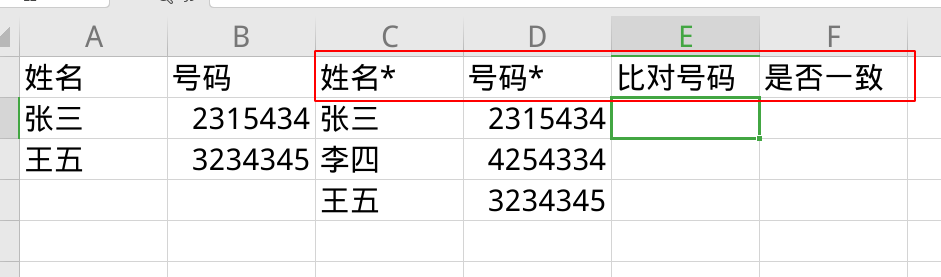 A B C D E F
姓名 号码 姓名* 号码* 比对号码 是否一致
张三 2315434 张三 2315434
王五 3234345 李四 4254334
王五 3234345